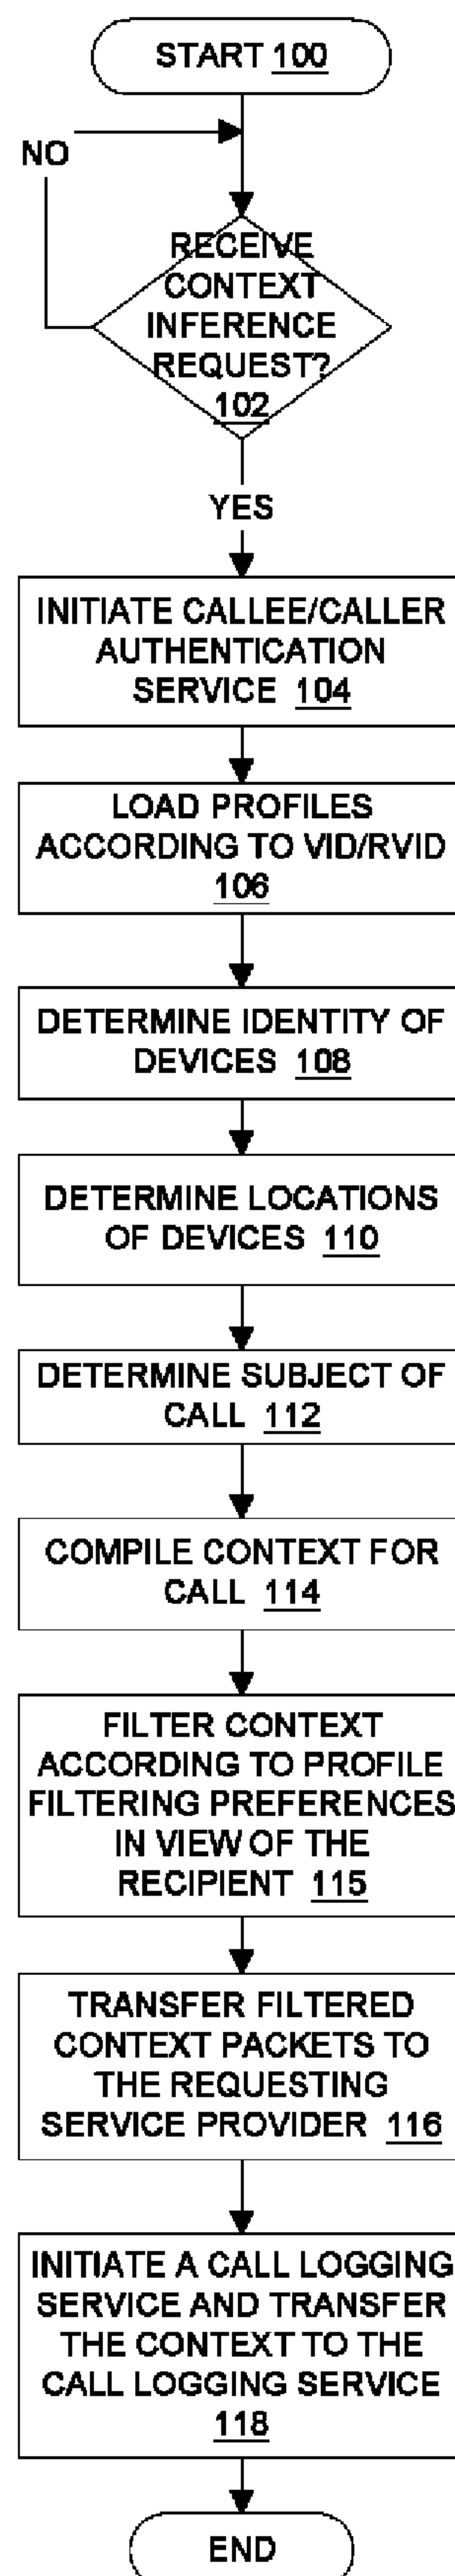 START 100
NO
RECEIVE
CONTEXT
INFERENCE
REQUEST?
102
YES
INITIATE CALLEE/CALLER
AUTHENTICATION
SERVICE 104
LOAD PROFILES
ACCORDING TO VID/RVID
106
DETERMINE IDENTITY OF
DEVICES 108
DETERMINE LOCATIONS
OF DEVICES 110
DETERMINE SUBJECT OF
CALL 112
COMPILE CONTEXT FOR
CALL 114
FILTER CONTEXT
ACCORDING TO PROFILE
FILTERING PREFERENCES
IN VIEW OF THE
RECIPIENT 115
TRANSFER FILTERED
CONTEXT PACKETS TO
THE REQUESTING
SERVICE PROVIDER 116
INITIATE A CALL LOGGING
SERVICE AND TRANSFER
THE CONTEXT TO THE
CALL LOGGING SERVICE
118
END